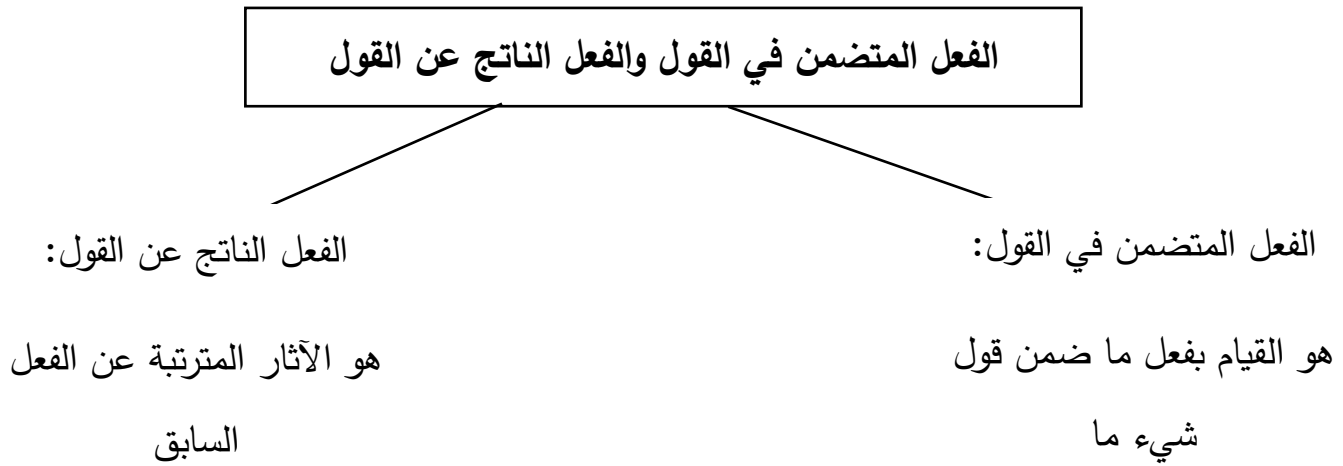 الفعل المتضمن في القول والفعل الناتج عن القول
الفعل المتضمن في القول:
هو القيام بفعل ما ضمن قول
شيء ما
الفعل الناتج عن القول:
هو الآثار المترتبة عن الفعل
السابق